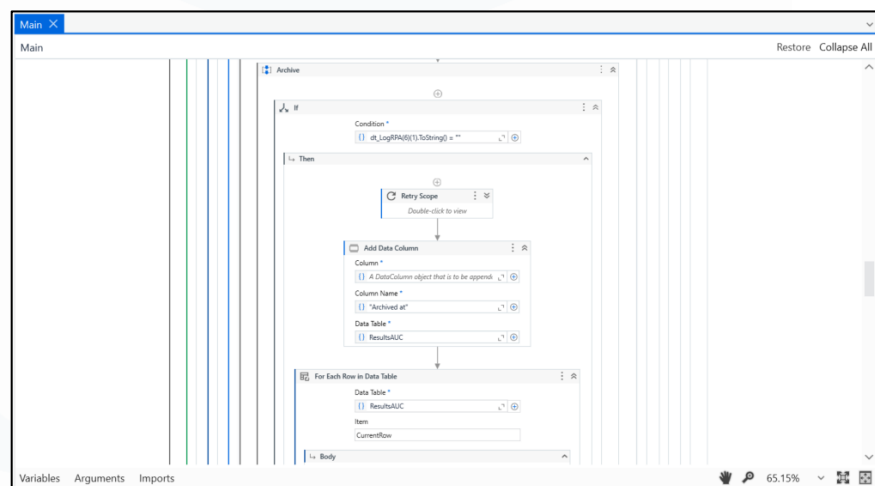 Main
Main
Restore Collapse All
Archive
If
Condition *
dt_LogRPA(6)(1).ToString() = ""
Then
Retry Scope
Double-click to view
Add Data Column
Column *
A DataColumn object that is to be appende
Column Name *
"Archived at"
Data Table *
ResultsAUC
For Each Row in Data Table
Data Table *
ResultsAUC
Item
CurrentRow
Body
Variables Arguments Imports
65.15%